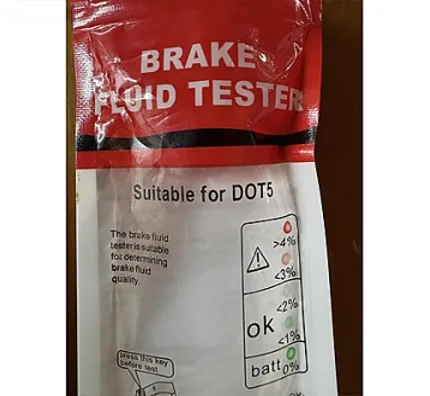 BRAKE
FLUID TESTER
Suitable for DOT5
The brake fluid
tester is suitable
for determining
brake fluid
quality.
>4%
<3%
<2%
ok
<1%
batt 0%
press this key
before test